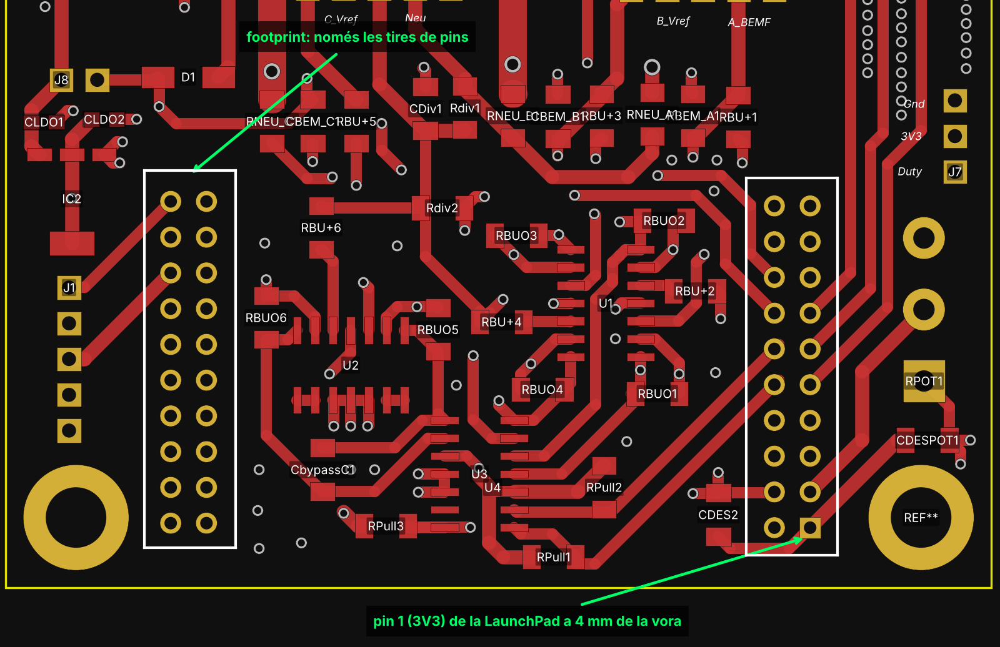 C_Vref
Neu
B_Vref
A_BEMF
footprint: només les tires de pins
J8
D1
CLDO1
CLDO2
CDiv1
Rdiv1
RBU+5
CBEM_C1
CBEM_B1
RBU+3
RNEU_A1
RBU+1
Gnd
3V3
Duty
J7
IC2
RBU+6
Rdiv2
RBUO3
RBUO2
J1
RBUO6
RBUO5
RBU+4
U1
RBU+2
U2
RBUO4
RBUO1
RPOT1
CDESPOT1
CbypassC1
U3
U4
RPull2
CDES2
REF**
RPull3
RPull1
pin 1 (3V3) de la LaunchPad a 4 mm de la vora